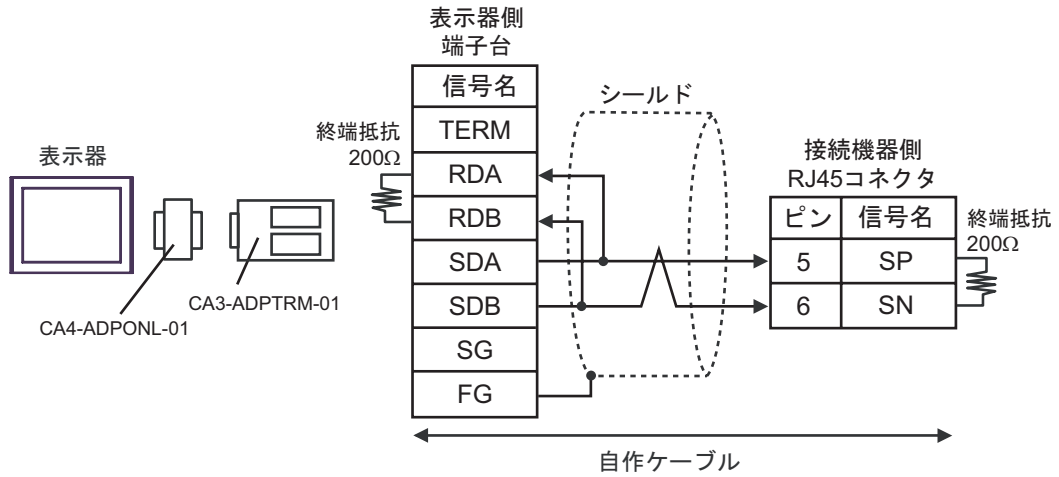 表示器
CA4-ADPONL-01
CA3-ADPTRM-01
表示器側
端子台
信号名
TERM
RDA
RDB
SDA
SDB
SG
FG
終端抵抗
200Ω
シールド
接続機器側
RJ45コネクタ
ピン 信号名
5 SP
6 SN
終端抵抗
200Ω
自作ケーブル